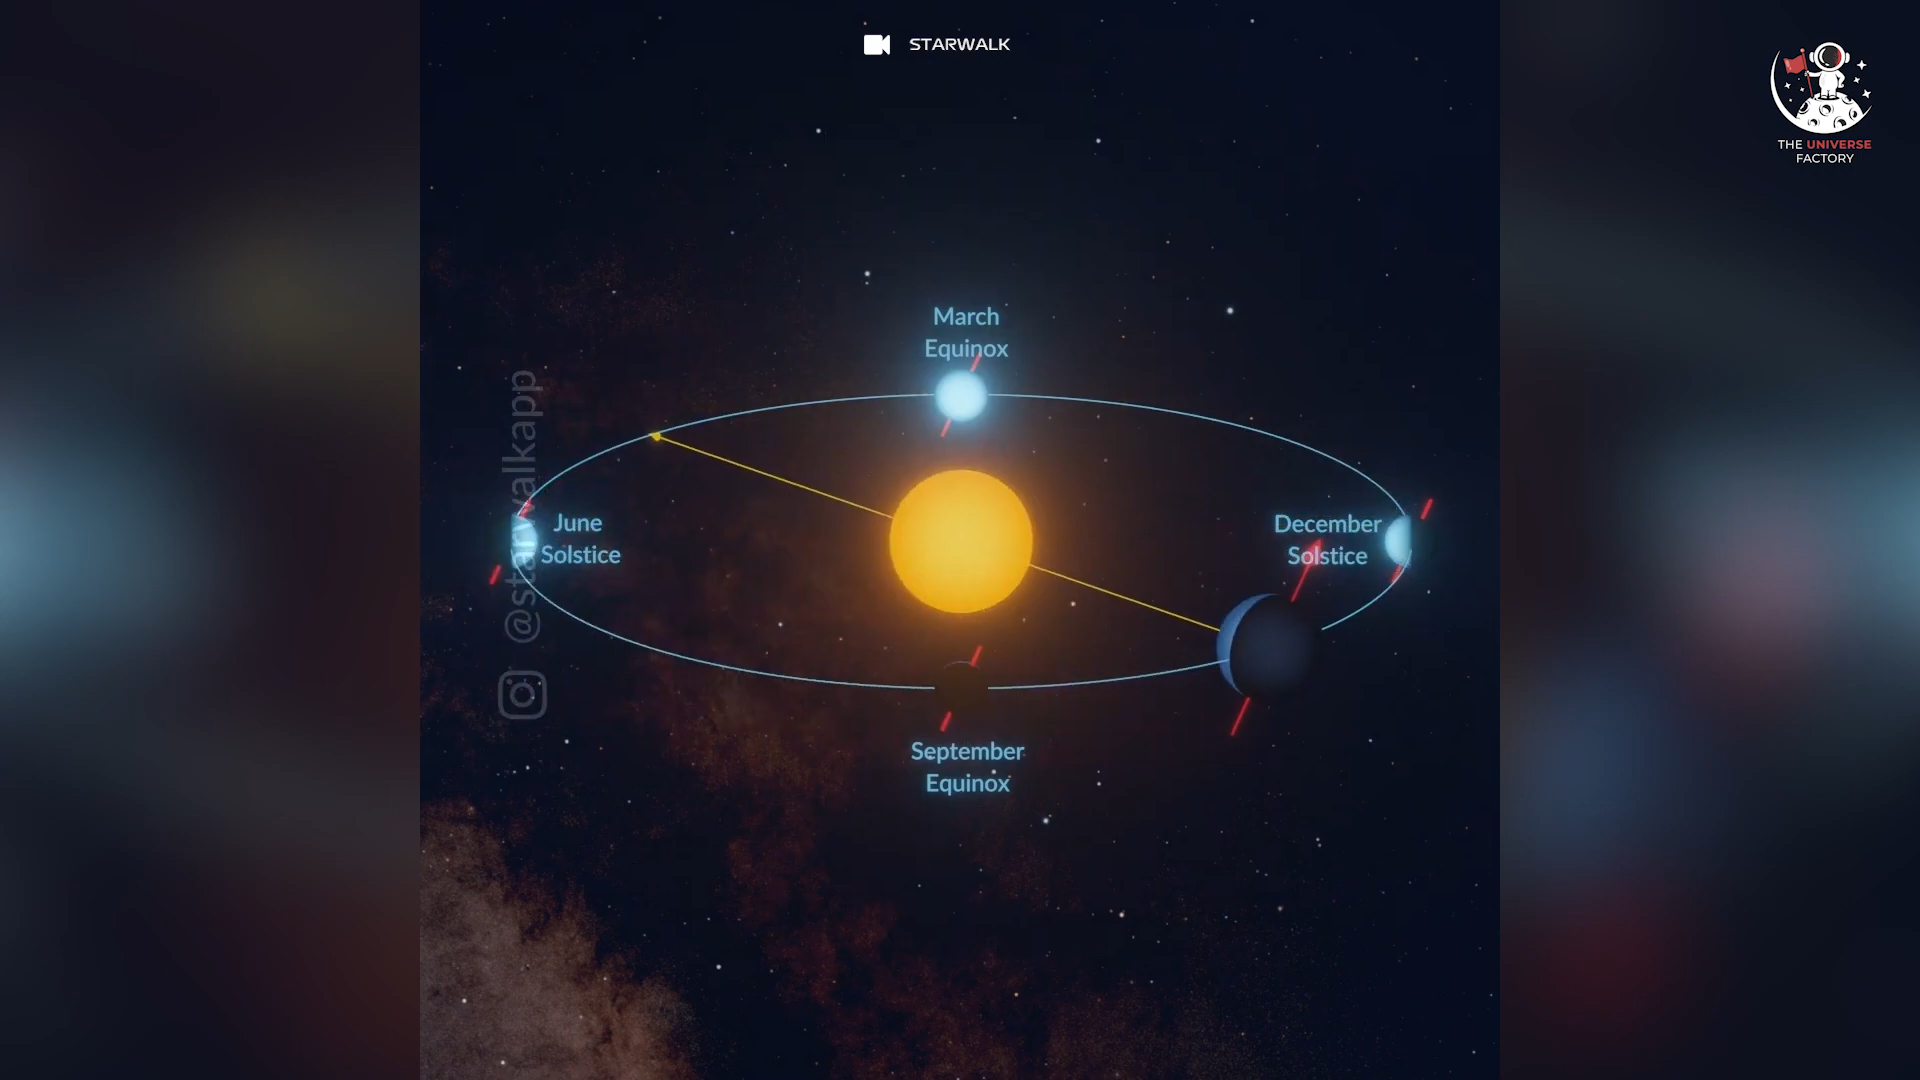 STARWALK
THE UNIVERSE
FACTORY
March
Equinox
June
Solstice
December
Solstice
September
Equinox
@starwalkapp